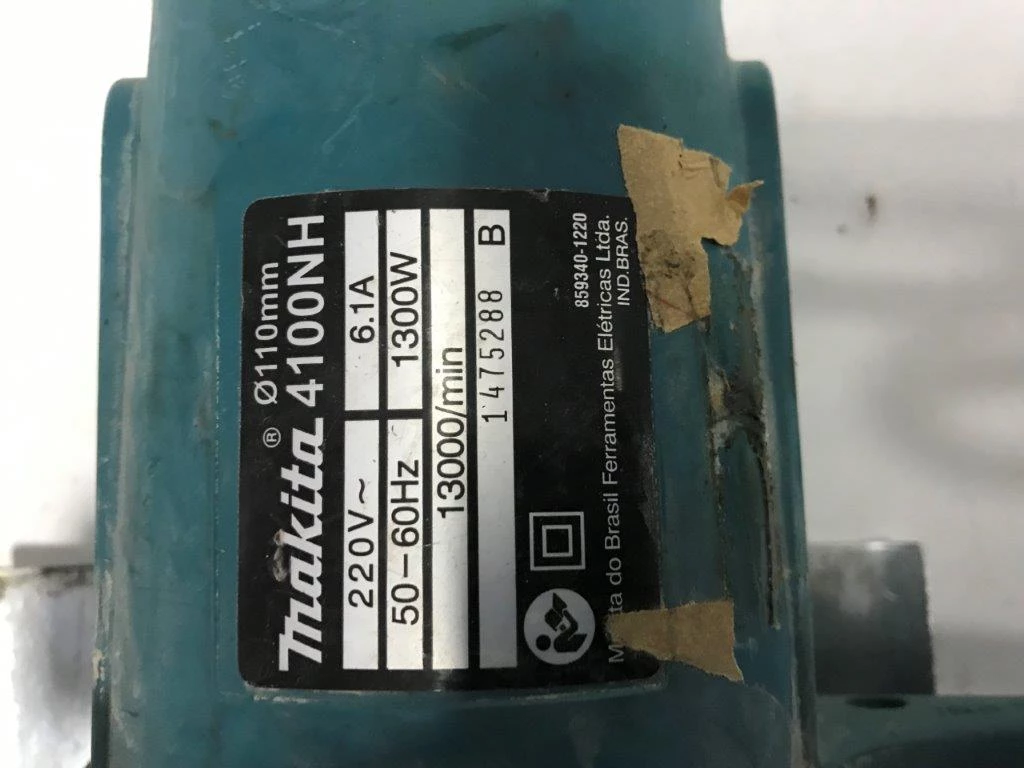 makita® 4100NH Ø110mm
220V~ 6.1A
50-60Hz 1300W
13000/min
1475288 B
859340-1220
do Brasil Ferramentas Elétricas Ltda.
IND.BRAS.